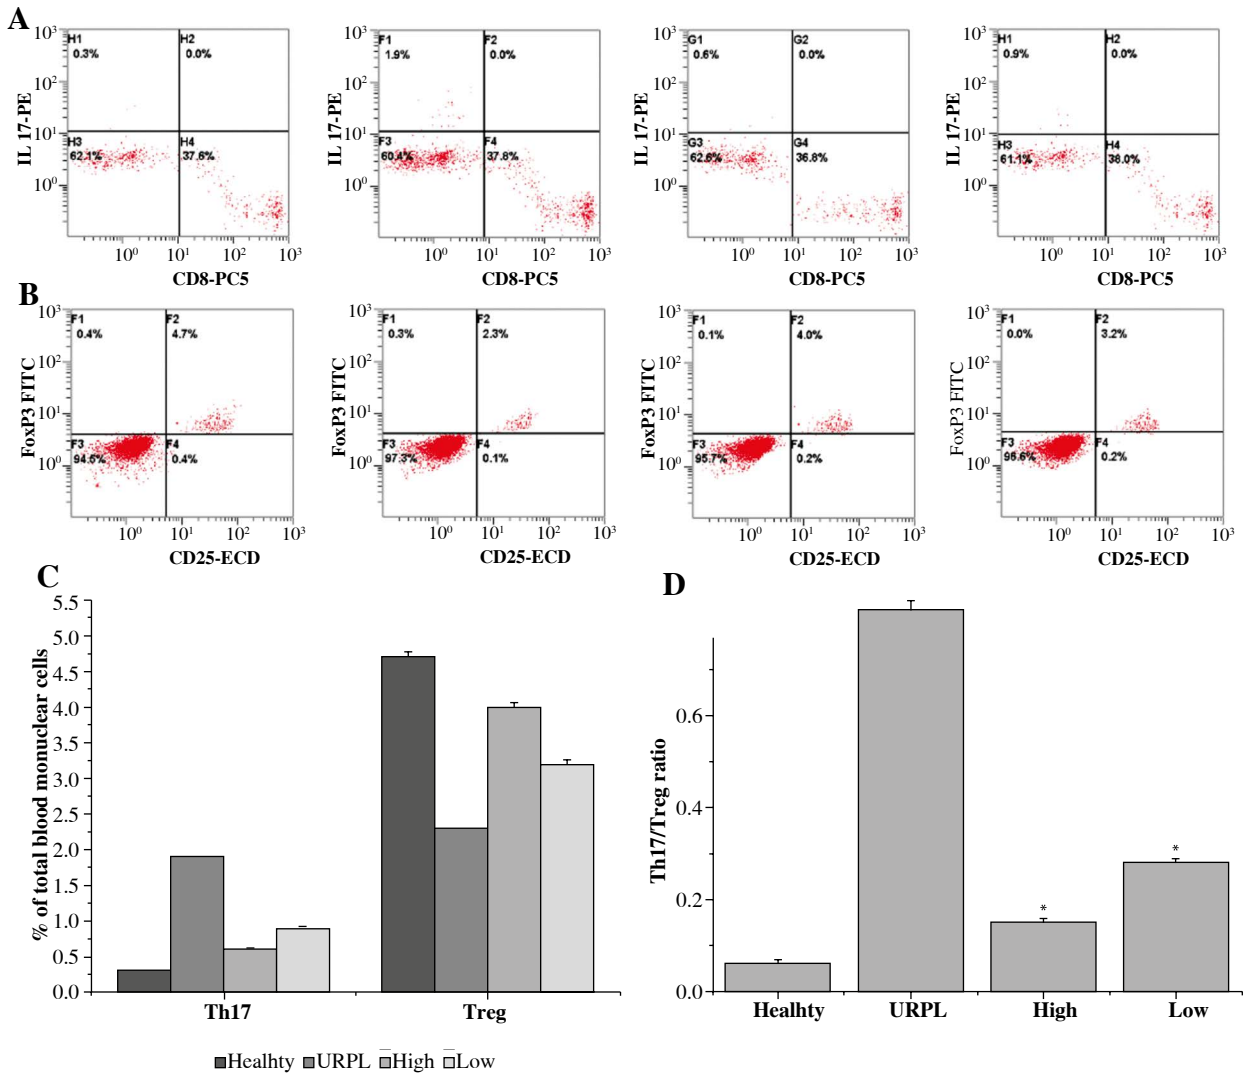 A
10³ 10² 10¹ 10⁰
IL 17-PE
H1 0.3% H2 0.0%
H3 62.1% H4 37.6%
10⁰ 10¹ 10² 10³
CD8-PC5
10³ 10² 10¹ 10⁰
IL 17-PE
F1 1.9% F2 0.0%
F3 60.4% F4 37.8%
10⁰ 10¹ 10² 10³
CD8-PC5
10³ 10² 10¹ 10⁰
IL 17-PE
G1 0.6% G2 0.0%
G3 62.6% G4 36.8%
10⁰ 10¹ 10² 10³
CD8-PC5
10³ 10² 10¹ 10⁰
IL 17-PE
H1 0.9% H2 0.0%
H3 61.1% H4 38.0%
10⁰ 10¹ 10² 10³
CD8-PC5
B
10³ 10² 10¹ 10⁰
FoxP3 FITC
F1 0.4% F2 4.7%
F3 94.5% F4 0.4%
10⁰ 10¹ 10² 10³
CD25-ECD
10³ 10² 10¹ 10⁰
FoxP3 FITC
F1 0.3% F2 2.3%
F3 97.3% F4 0.1%
10⁰ 10¹ 10² 10³
CD25-ECD
10³ 10² 10¹ 10⁰
FoxP3 FITC
F1 0.1% F2 4.0%
F3 95.7% F4 0.2%
10⁰ 10¹ 10² 10³
CD25-ECD
10³ 10² 10¹ 10⁰
FoxP3 FITC
F1 0.0% F2 3.2%
F3 96.6% F4 0.2%
10⁰ 10¹ 10² 10³
CD25-ECD
C
% of total blood monuclear cells
5.5
5.0
4.5
4.0
3.5
3.0
2.5
2.0
1.5
1.0
0.5
0.0
Th17 Treg
Healhty URPL High Low
D
Th17/Treg ratio
0.6
0.4
0.2
0.0
*
*
Healhty URPL High Low